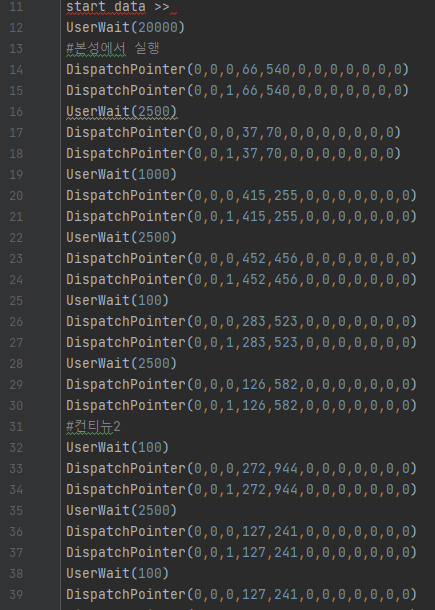 11 start data >>
12 UserWait(20000)
13 #본성에서 실행
14 DispatchPointer(0,0,0,66,540,0,0,0,0,0,0,0)
15 DispatchPointer(0,0,1,66,540,0,0,0,0,0,0,0)
16 UserWait(2500)
17 DispatchPointer(0,0,0,37,70,0,0,0,0,0,0,0)
18 DispatchPointer(0,0,1,37,70,0,0,0,0,0,0,0)
19 UserWait(1000)
20 DispatchPointer(0,0,0,415,255,0,0,0,0,0,0,0)
21 DispatchPointer(0,0,1,415,255,0,0,0,0,0,0,0)
22 UserWait(2500)
23 DispatchPointer(0,0,0,452,456,0,0,0,0,0,0,0)
24 DispatchPointer(0,0,1,452,456,0,0,0,0,0,0,0)
25 UserWait(100)
26 DispatchPointer(0,0,0,283,523,0,0,0,0,0,0,0)
27 DispatchPointer(0,0,1,283,523,0,0,0,0,0,0,0)
28 UserWait(2500)
29 DispatchPointer(0,0,0,126,582,0,0,0,0,0,0,0)
30 DispatchPointer(0,0,1,126,582,0,0,0,0,0,0,0)
31 #컨티뉴2
32 UserWait(100)
33 DispatchPointer(0,0,0,272,944,0,0,0,0,0,0,0)
34 DispatchPointer(0,0,1,272,944,0,0,0,0,0,0,0)
35 UserWait(2500)
36 DispatchPointer(0,0,0,127,241,0,0,0,0,0,0,0)
37 DispatchPointer(0,0,1,127,241,0,0,0,0,0,0,0)
38 UserWait(100)
39 DispatchPointer(0,0,0,127,241,0,0,0,0,0,0,0)